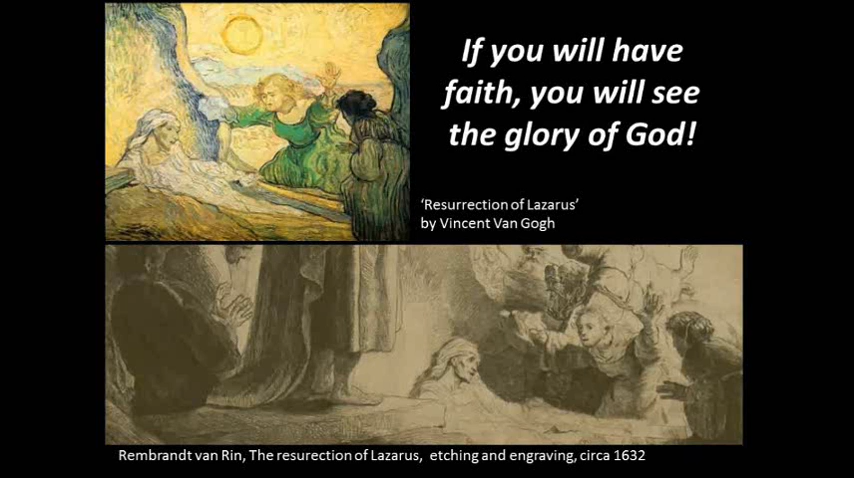 If you will have
faith, you will see
the glory of God!
‘Resurrection of Lazarus’
by Vincent Van Gogh
Rembrandt van Rin, The resurection of Lazarus, etching and engraving, circa 1632